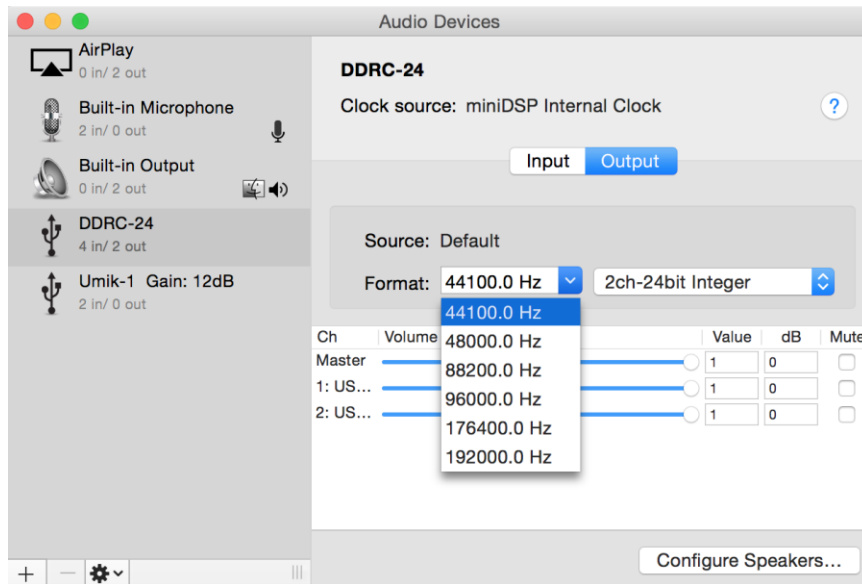 Audio Devices
AirPlay
0 in/ 2 out
Built-in Microphone
2 in/ 0 out
Built-in Output
0 in/ 2 out
DDRC-24
4 in/ 2 out
Umik-1 Gain: 12dB
2 in/ 0 out
DDRC-24
Clock source: miniDSP Internal Clock
?
Input Output
Source: Default
Format: 44100.0 Hz 2ch-24bit Integer
44100.0 Hz
48000.0 Hz
88200.0 Hz
96000.0 Hz
176400.0 Hz
192000.0 Hz
Ch Volume Value dB Mute
Master 1 0
1: US... 1 0
2: US... 1 0
Configure Speakers...